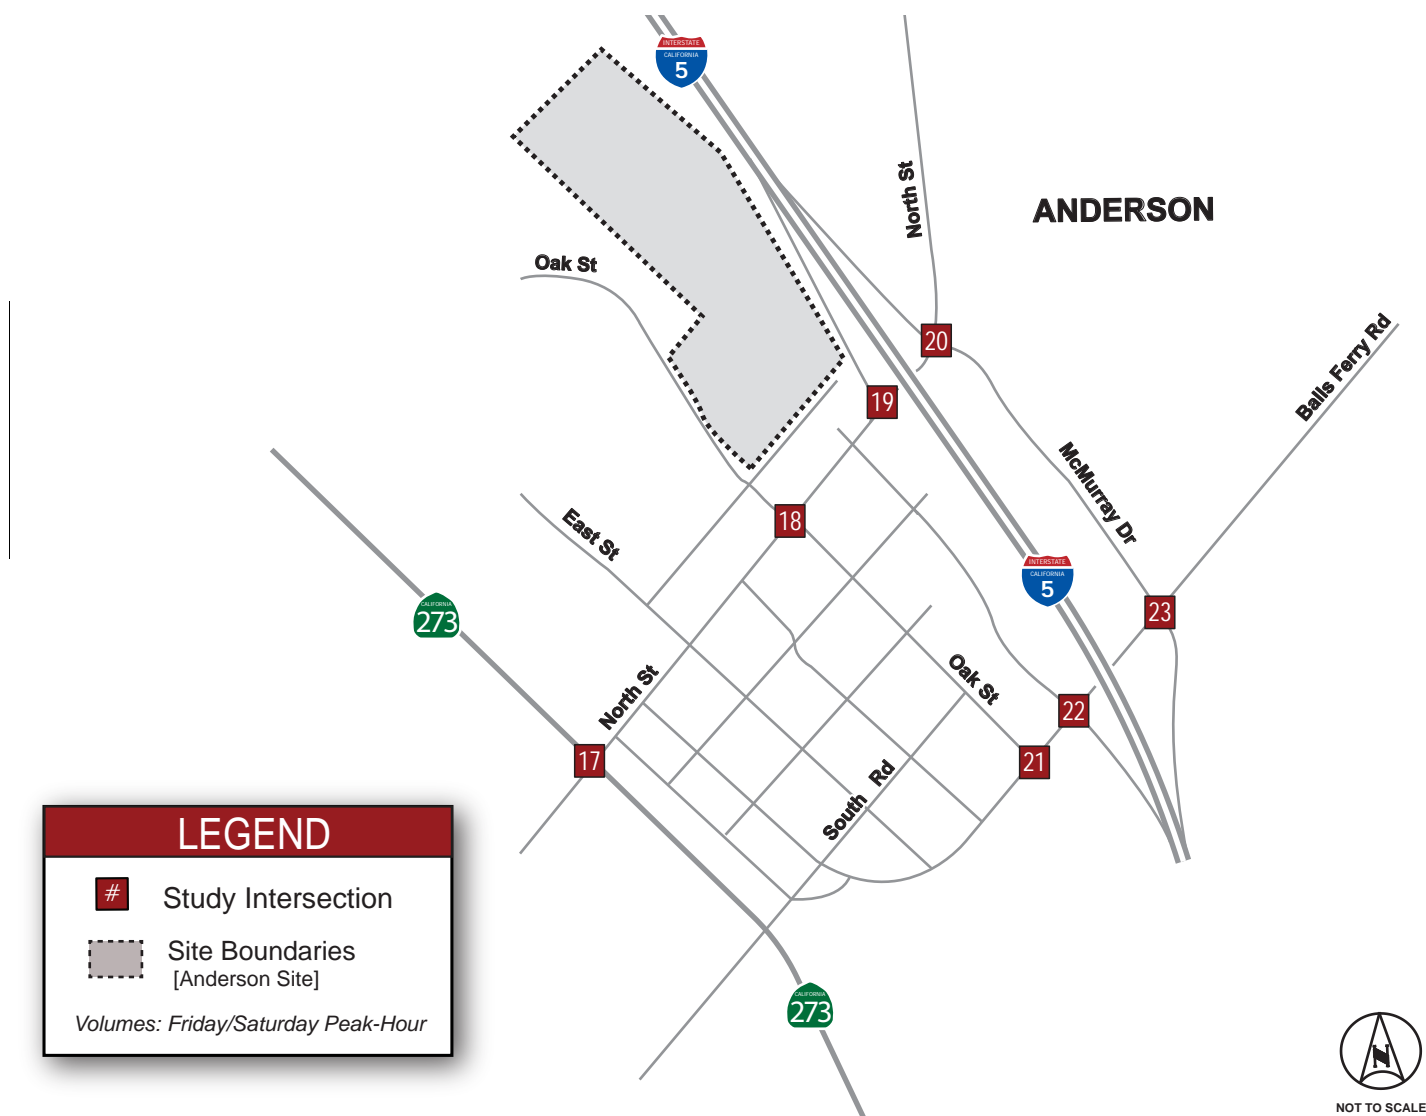 INTERSTATE
CALIFORNIA
5
North St
ANDERSON
Oak St
20
Balls Ferry Rd
19
McMurray Dr
18
East St
INTERSTATE
CALIFORNIA
5
CALIFORNIA
273
23
North St
Oak St
22
17
21
South Rd
LEGEND
# Study Intersection
Site Boundaries
[Anderson Site]
Volumes: Friday/Saturday Peak-Hour
CALIFORNIA
273
N
NOT TO SCALE